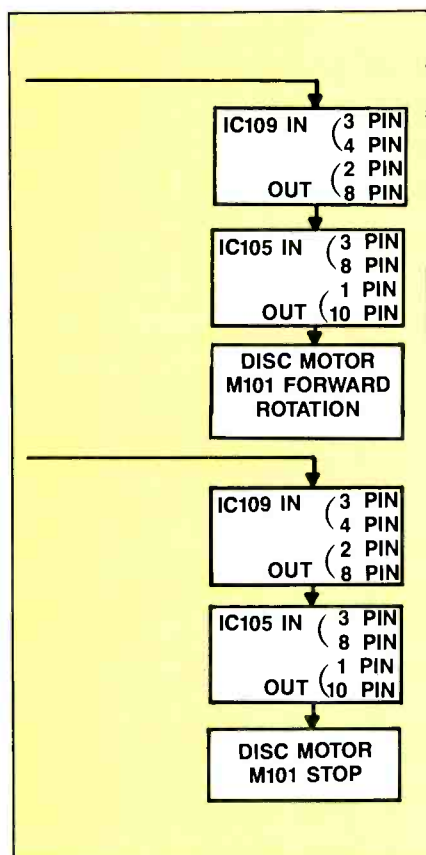 IC109 IN (3 PIN
4 PIN
(2 PIN
OUT 8 PIN
IC105 IN (3 PIN
8 PIN
(1 PIN
OUT 10 PIN
DISC MOTOR
M101 FORWARD
ROTATION
IC109 IN (3 PIN
4 PIN
(2 PIN
OUT 8 PIN
IC105 IN (3 PIN
8 PIN
(1 PIN
OUT 10 PIN
DISC MOTOR
M101 STOP